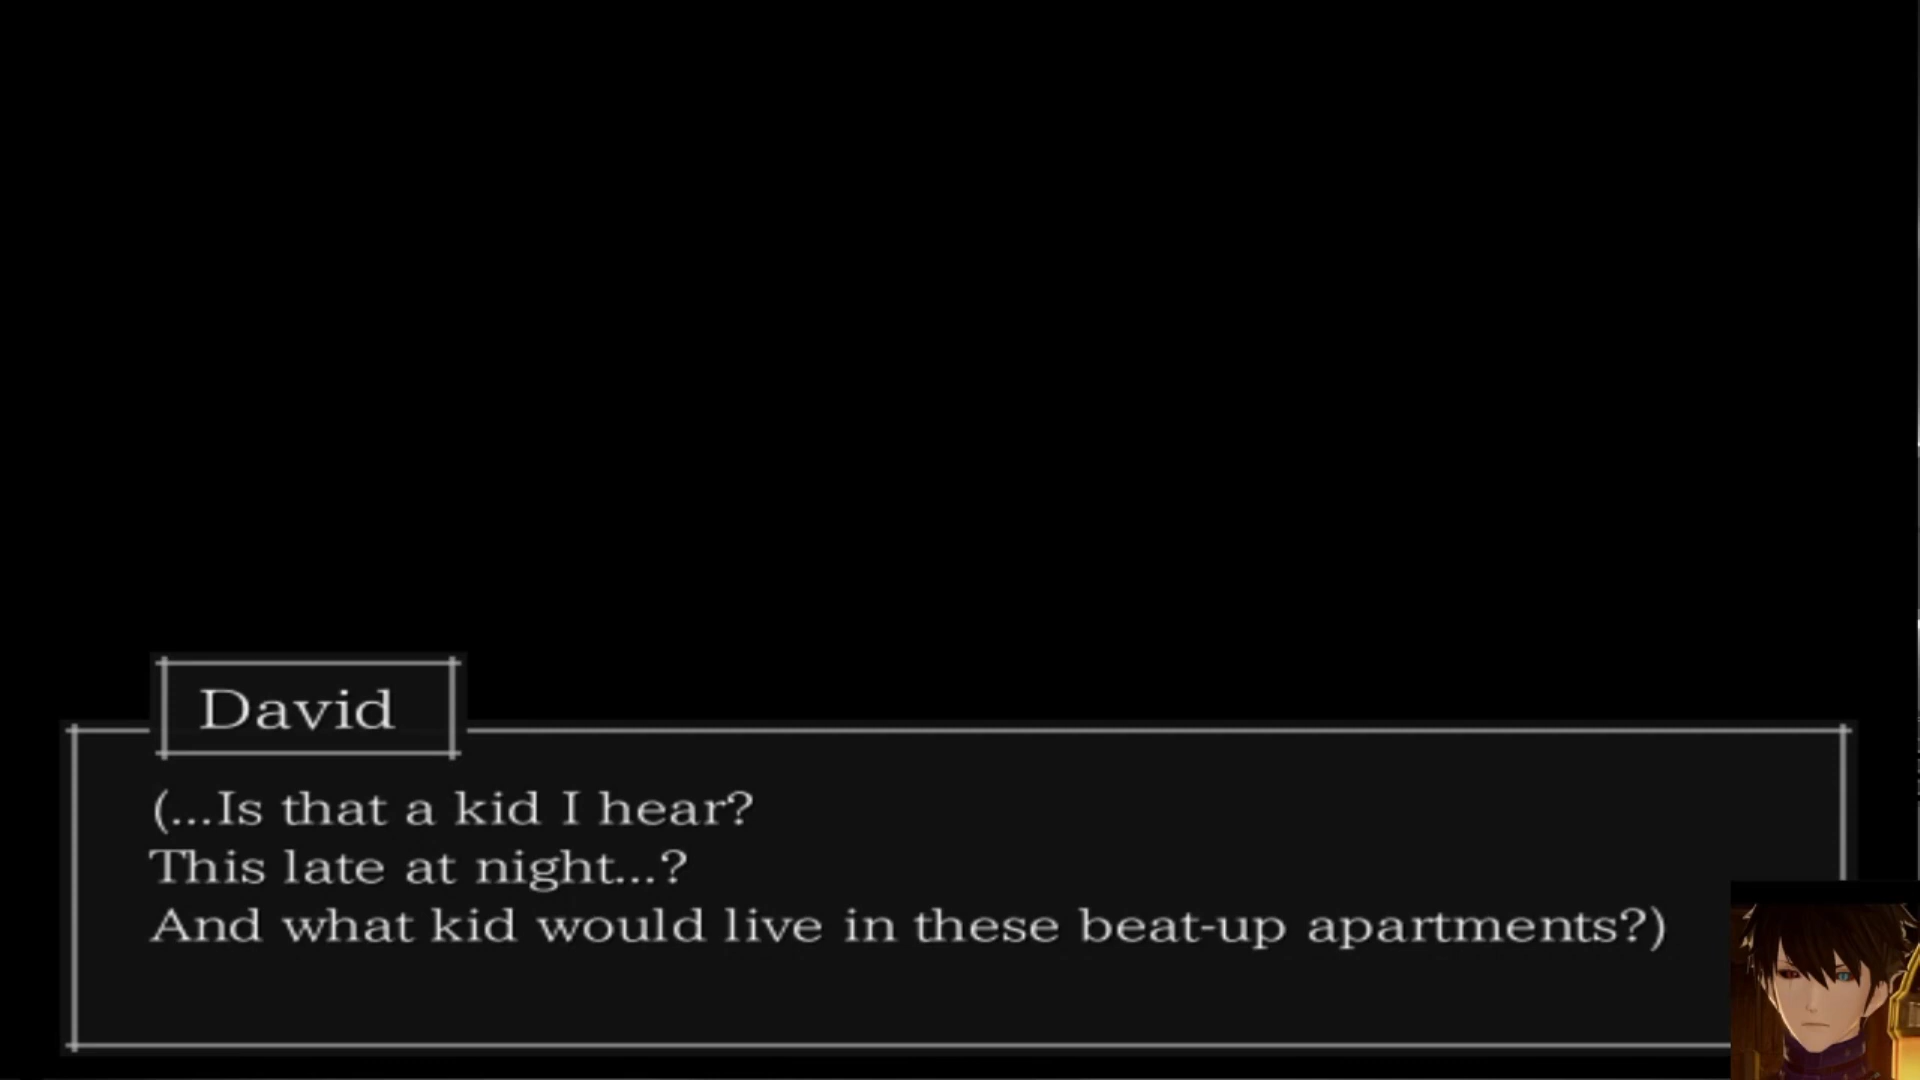 David
(...Is that a kid I hear?
This late at night...?
And what kid would live in these beat-up apartments?)